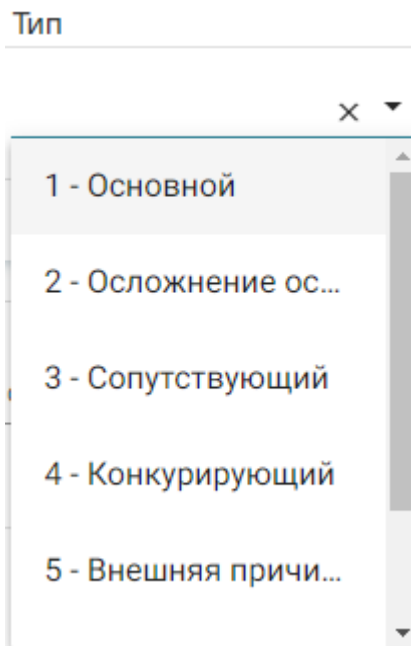 Тип
1 - Основной
2 - Осложнение ос...
3 - Сопутствующий
4 - Конкурирующий
5 - Внешняя причи...